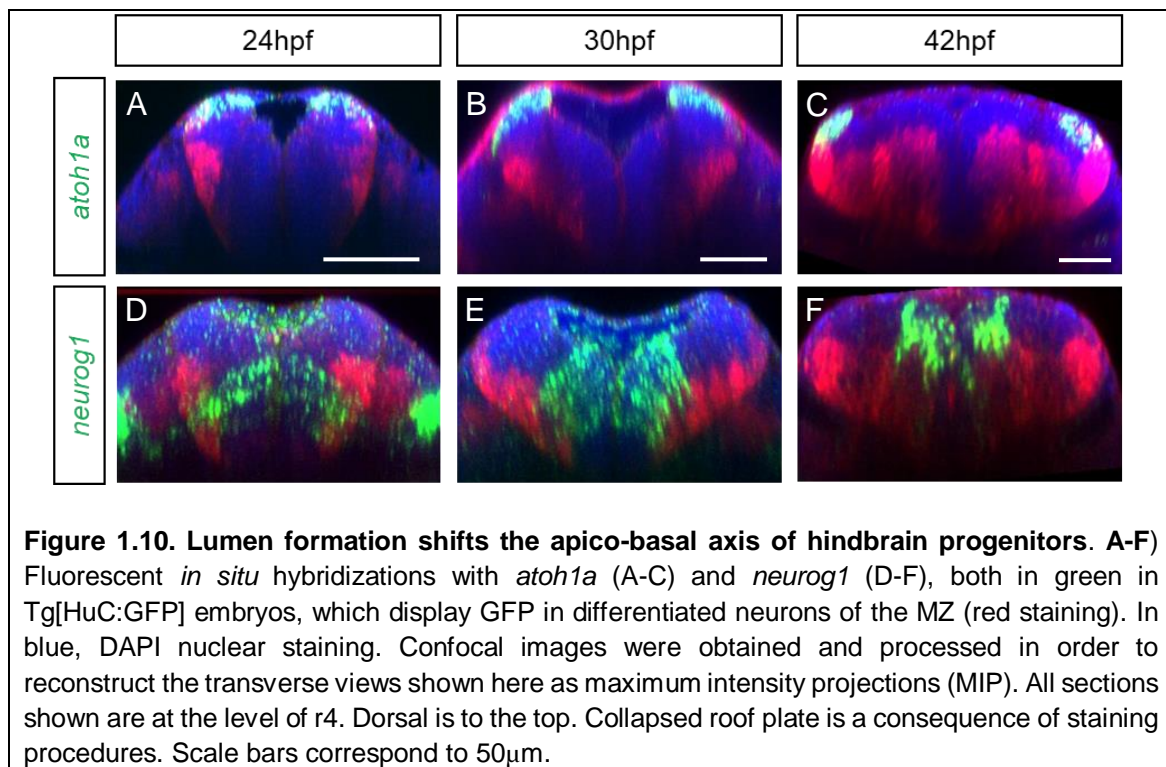 24hpf
30hpf
42hpf
atoh1a
A
B
C
neurog1
D
E
F
Figure 1.10. Lumen formation shifts the apico-basal axis of hindbrain progenitors. A-F)
Fluorescent in situ hybridizations with atoh1a (A-C) and neurog1 (D-F), both in green in
Tg[HuC:GFP] embryos, which display GFP in differentiated neurons of the MZ (red staining). In
blue, DAPI nuclear staining. Confocal images were obtained and processed in order to
reconstruct the transverse views shown here as maximum intensity projections (MIP). All sections
shown are at the level of r4. Dorsal is to the top. Collapsed roof plate is a consequence of staining
procedures. Scale bars correspond to 50μm.